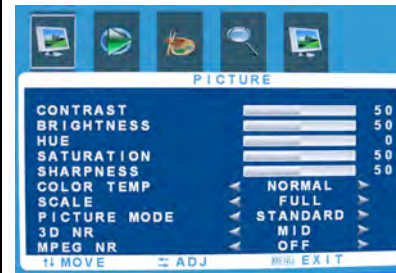 PICTURE
CONTRAST 50
BRIGHTNESS 50
HUE 0
SATURATION 50
SHARPNESS 50
COLOR TEMP NORMAL
SCALE FULL
PICTURE MODE STANDARD
3D NR MID
MPEG NR OFF
MOVE ADJ MENU EXIT